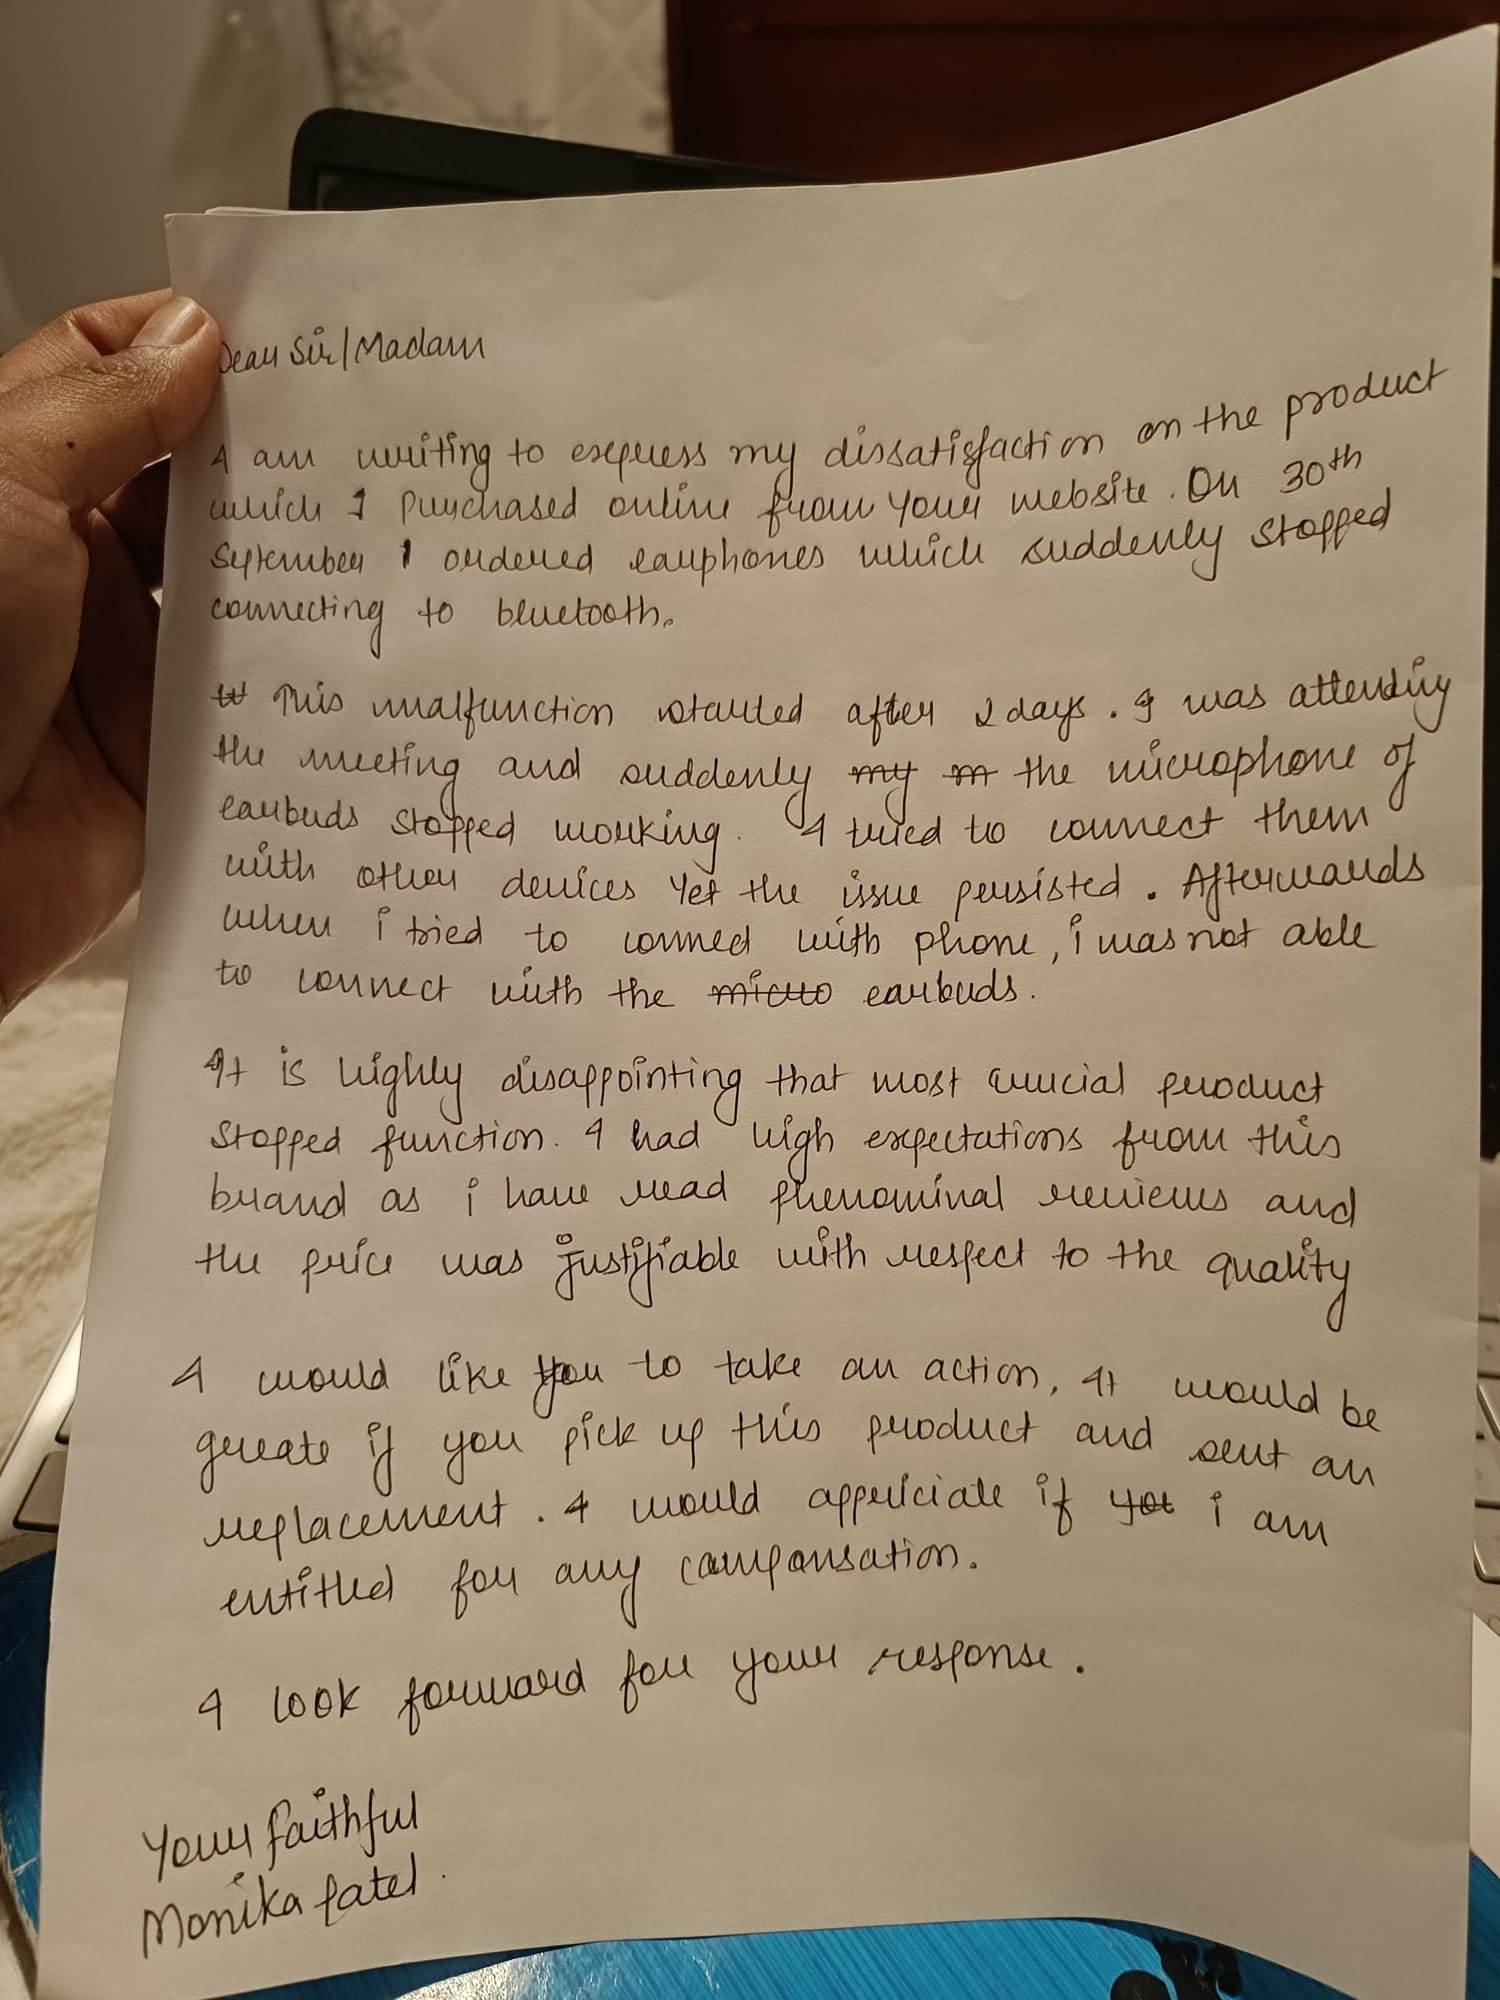 Dear Sir/Madam
I am writing to express my dissatisfaction on the product
which I purchased online from your website. On 30th
September I ordered earphones which suddenly stopped
connecting to bluetooth.
This malfunction started after 2 days. I was attending
the meeting and suddenly my m the microphone of
earbuds stopped working. I tried to connect them
with other devices yet the issue persisted. Afterwards
when i tried to conned with phone, i was not able
to connect with the micro earbuds.
It is highly disappointing that most crucial product
stopped function. I had high expectations from this
brand as i have read phenominal reviews and
the price was justifiable with respect to the quality
I would like you to take an action, It would be
greate if you pick up this product and sent an
replacement. I would appericiate if you i am
entitled for any compansation.
I look forward for your response.
Your faithful
Monika Patel.